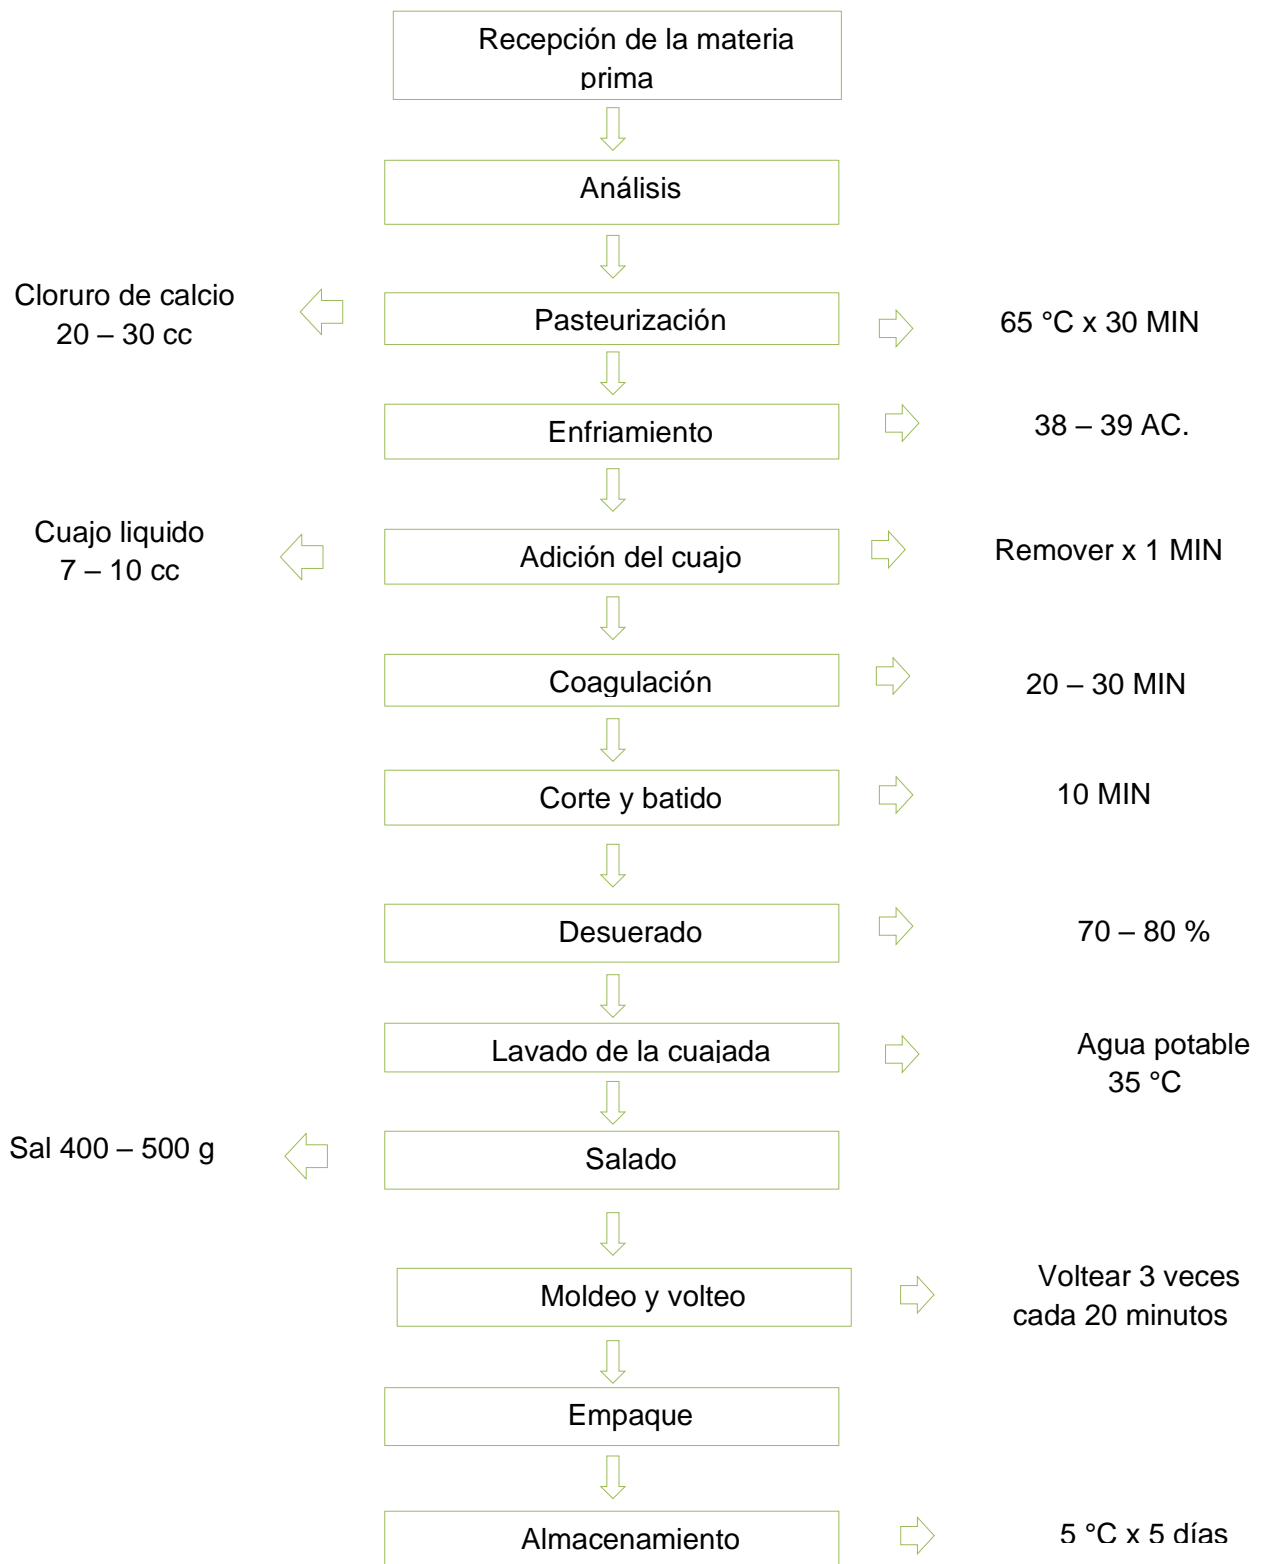 Recepción de la materia
prima
Análisis
Cloruro de calcio
20 – 30 cc
Pasteurización
65 °C x 30 MIN
Enfriamiento
38 – 39 AC.
Cuajo liquido
7 – 10 cc
Adición del cuajo
Remover x 1 MIN
Coagulación
20 – 30 MIN
Corte y batido
10 MIN
Desuerado
70 – 80 %
Lavado de la cuajada
Agua potable
35 °C
Sal 400 – 500 g
Salado
Moldeo y volteo
Voltear 3 veces
cada 20 minutos
Empaque
Almacenamiento
5 °C x 5 días